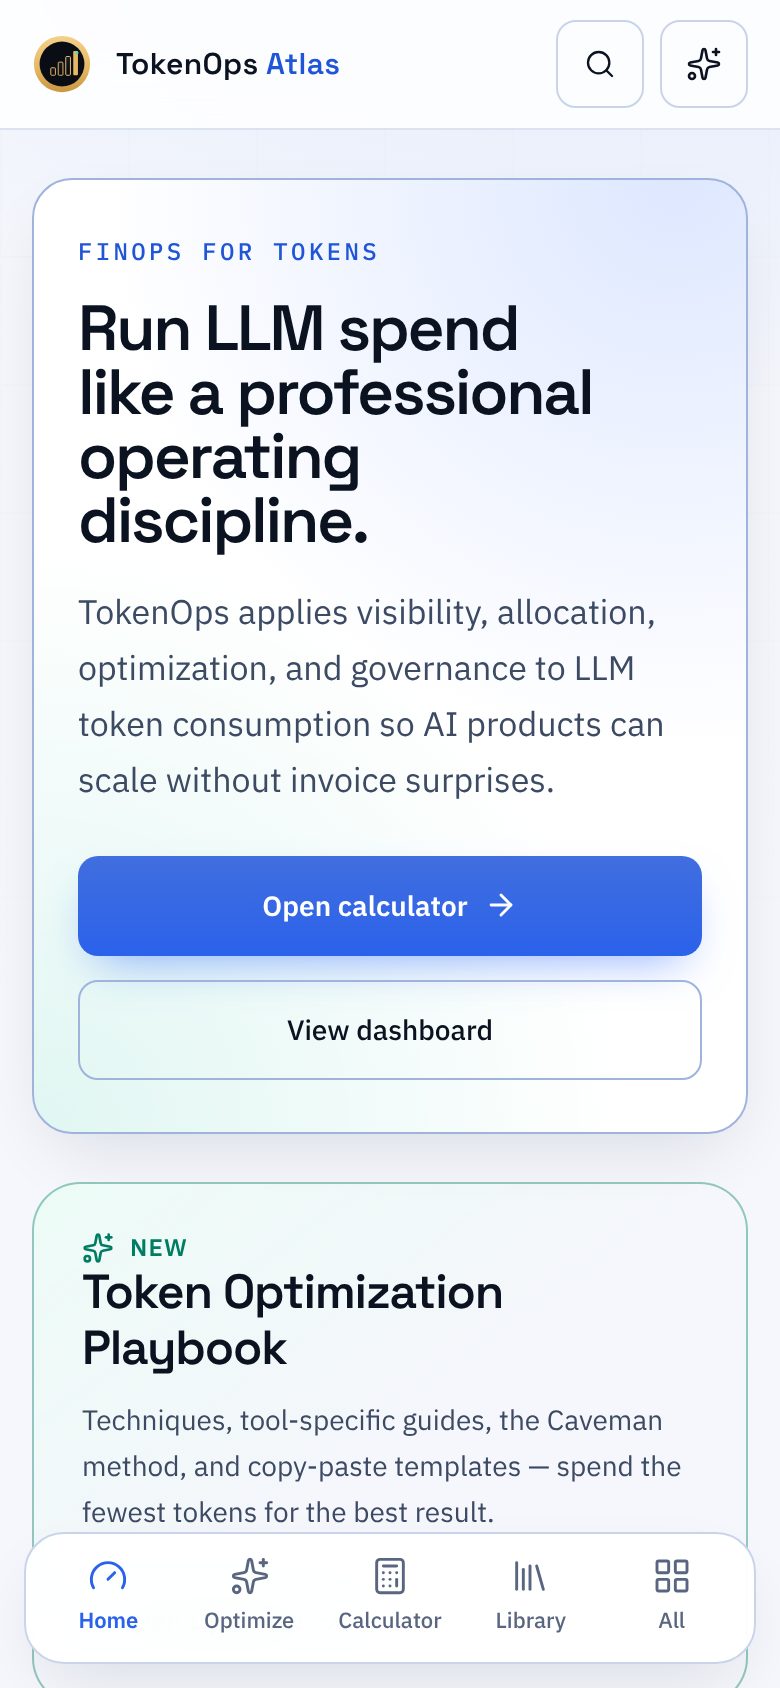 TokenOps Atlas
FINOPS FOR TOKENS
Run LLM spend
like a professional
operating
discipline.
TokenOps applies visibility, allocation,
optimization, and governance to LLM
token consumption so AI products can
scale without invoice surprises.
Open calculator
View dashboard
NEW
Token Optimization
Playbook
Techniques, tool-specific guides, the Caveman
method, and copy-paste templates — spend the
fewest tokens for the best result.
Home Optimize Calculator Library All